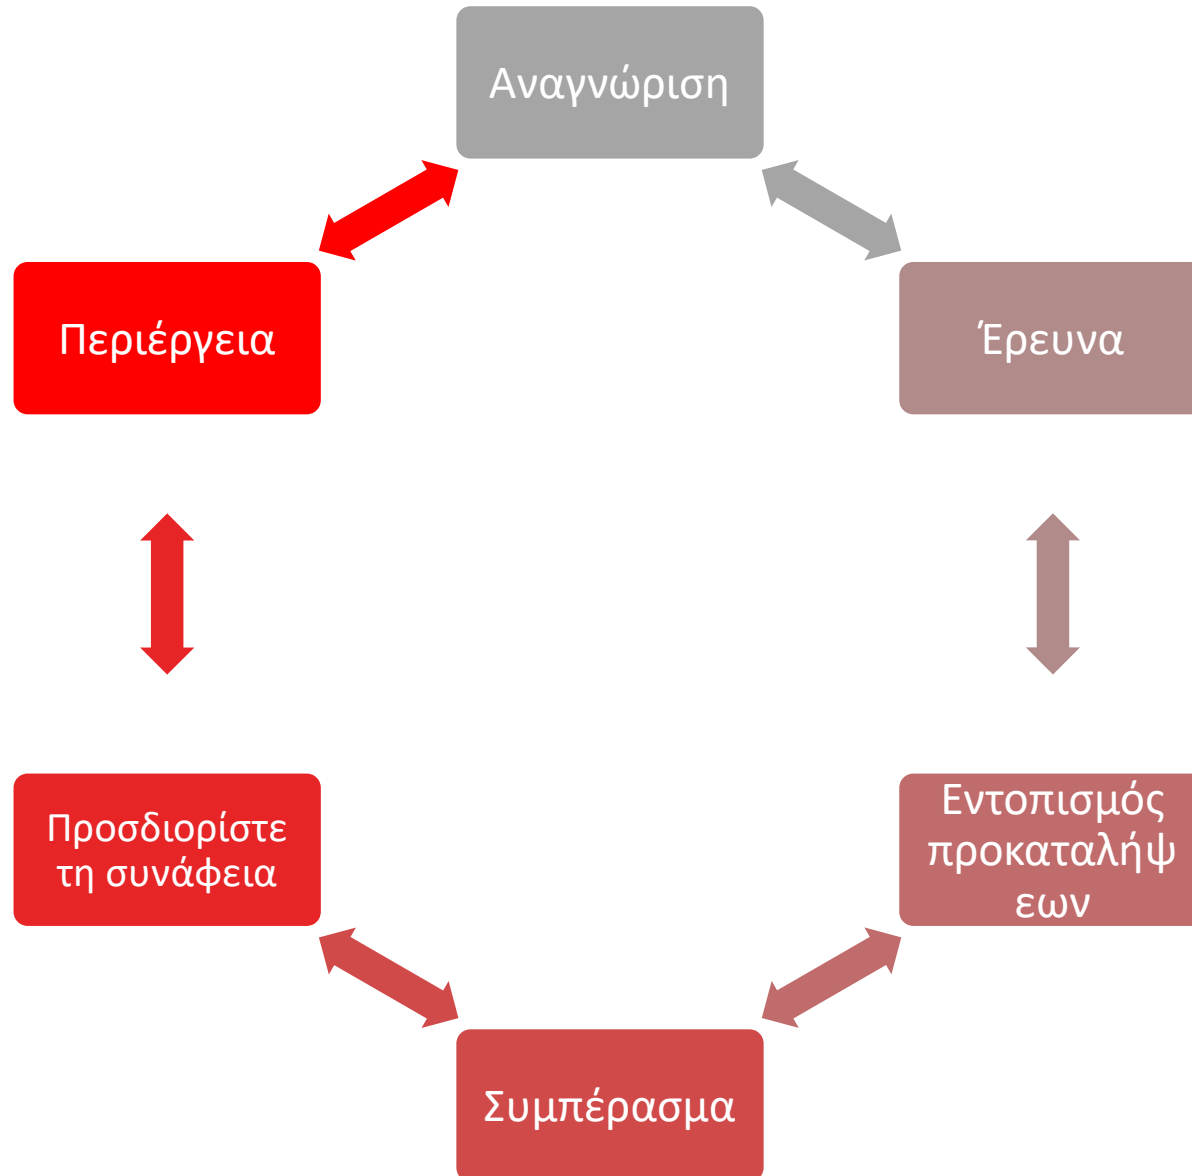 Αναγνώριση
Περιέργεια
Έρευνα
Προσδιορίστε
τη συνάφεια
Εντοπισμός
προκαταλήψ
εων
Συμπέρασμα